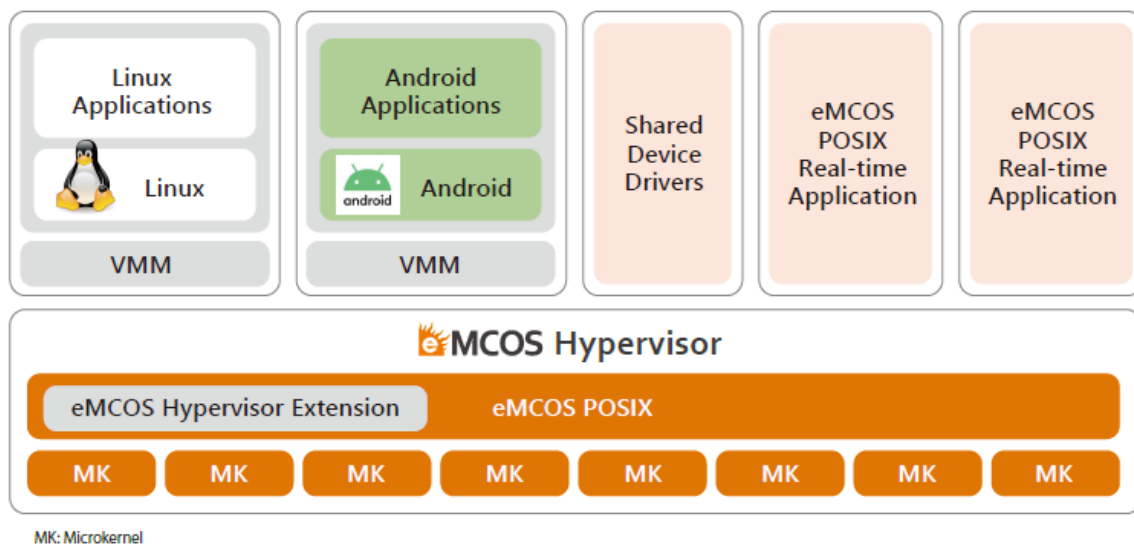 Linux
Applications
Linux
VMM
Android
Applications
android
Android
VMM
Shared
Device
Drivers
eMCOS
POSIX
Real-time
Application
eMCOS
POSIX
Real-time
Application
eMCOS Hypervisor
eMCOS Hypervisor Extension
eMCOS POSIX
MK
MK
MK
MK
MK
MK
MK
MK
MK: Microkernel